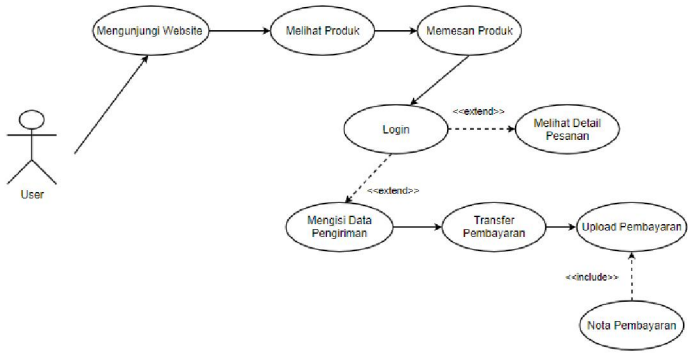 Mengunjungi Website
Melihat Produk
Memesan Produk
<<extend>>
Login
Melihat Detail
Pesanan
User
<<extend>>
Mengisi Data
Pengiriman
Transfer
Pembayaran
Upload Pembayaran
<<include>>
Nota Pembayaran